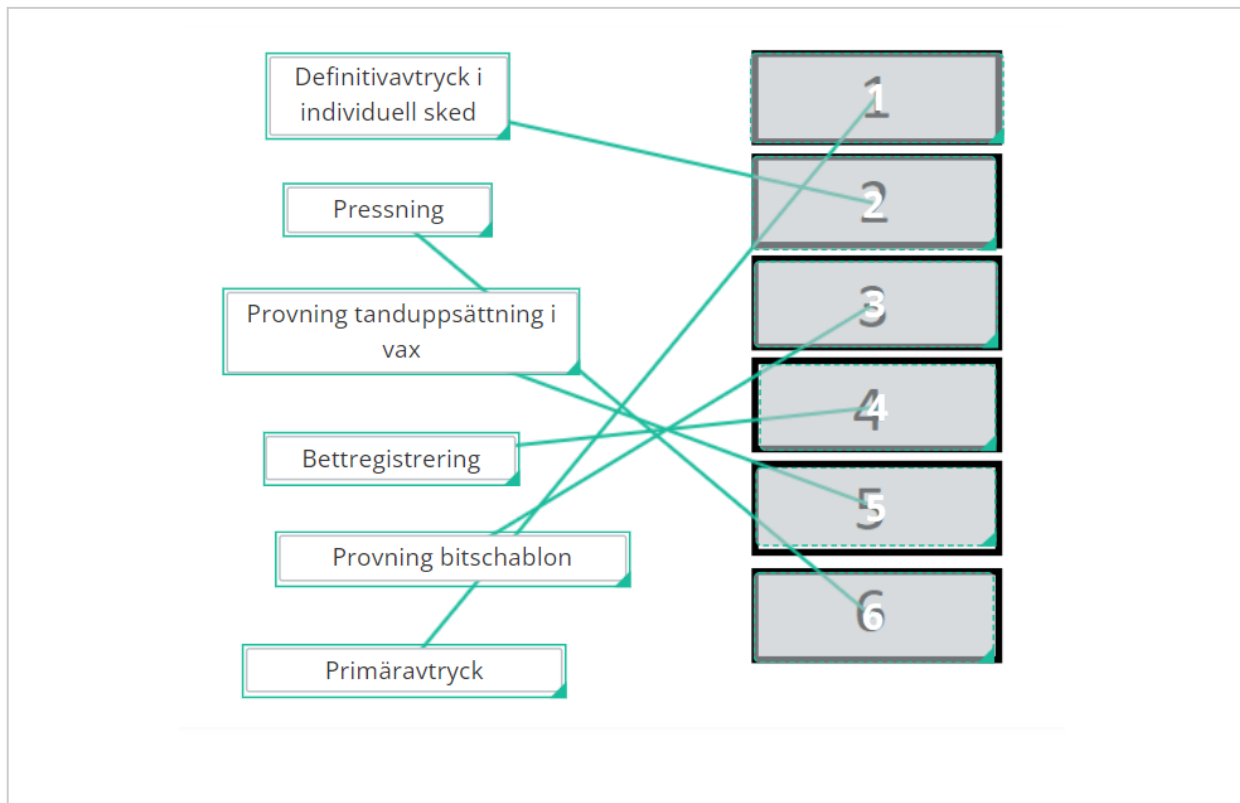 Definitivavtryck i
individuell sked
Pressning
Provning tanduppsättning i
vax
Bettregistrering
Provning bitschablon
Primäravtryck
1
2
3
4
5
6